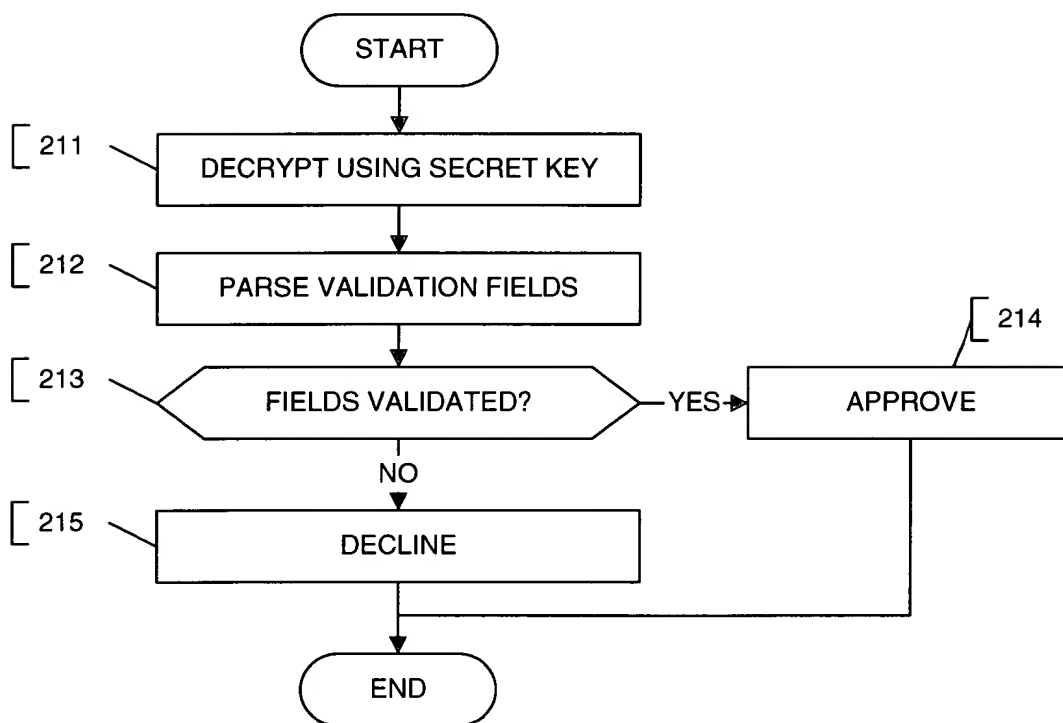 START
211
DECRYPT USING SECRET KEY
212
PARSE VALIDATION FIELDS
214
213
FIELDS VALIDATED?
YES
APPROVE
NO
215
DECLINE
END